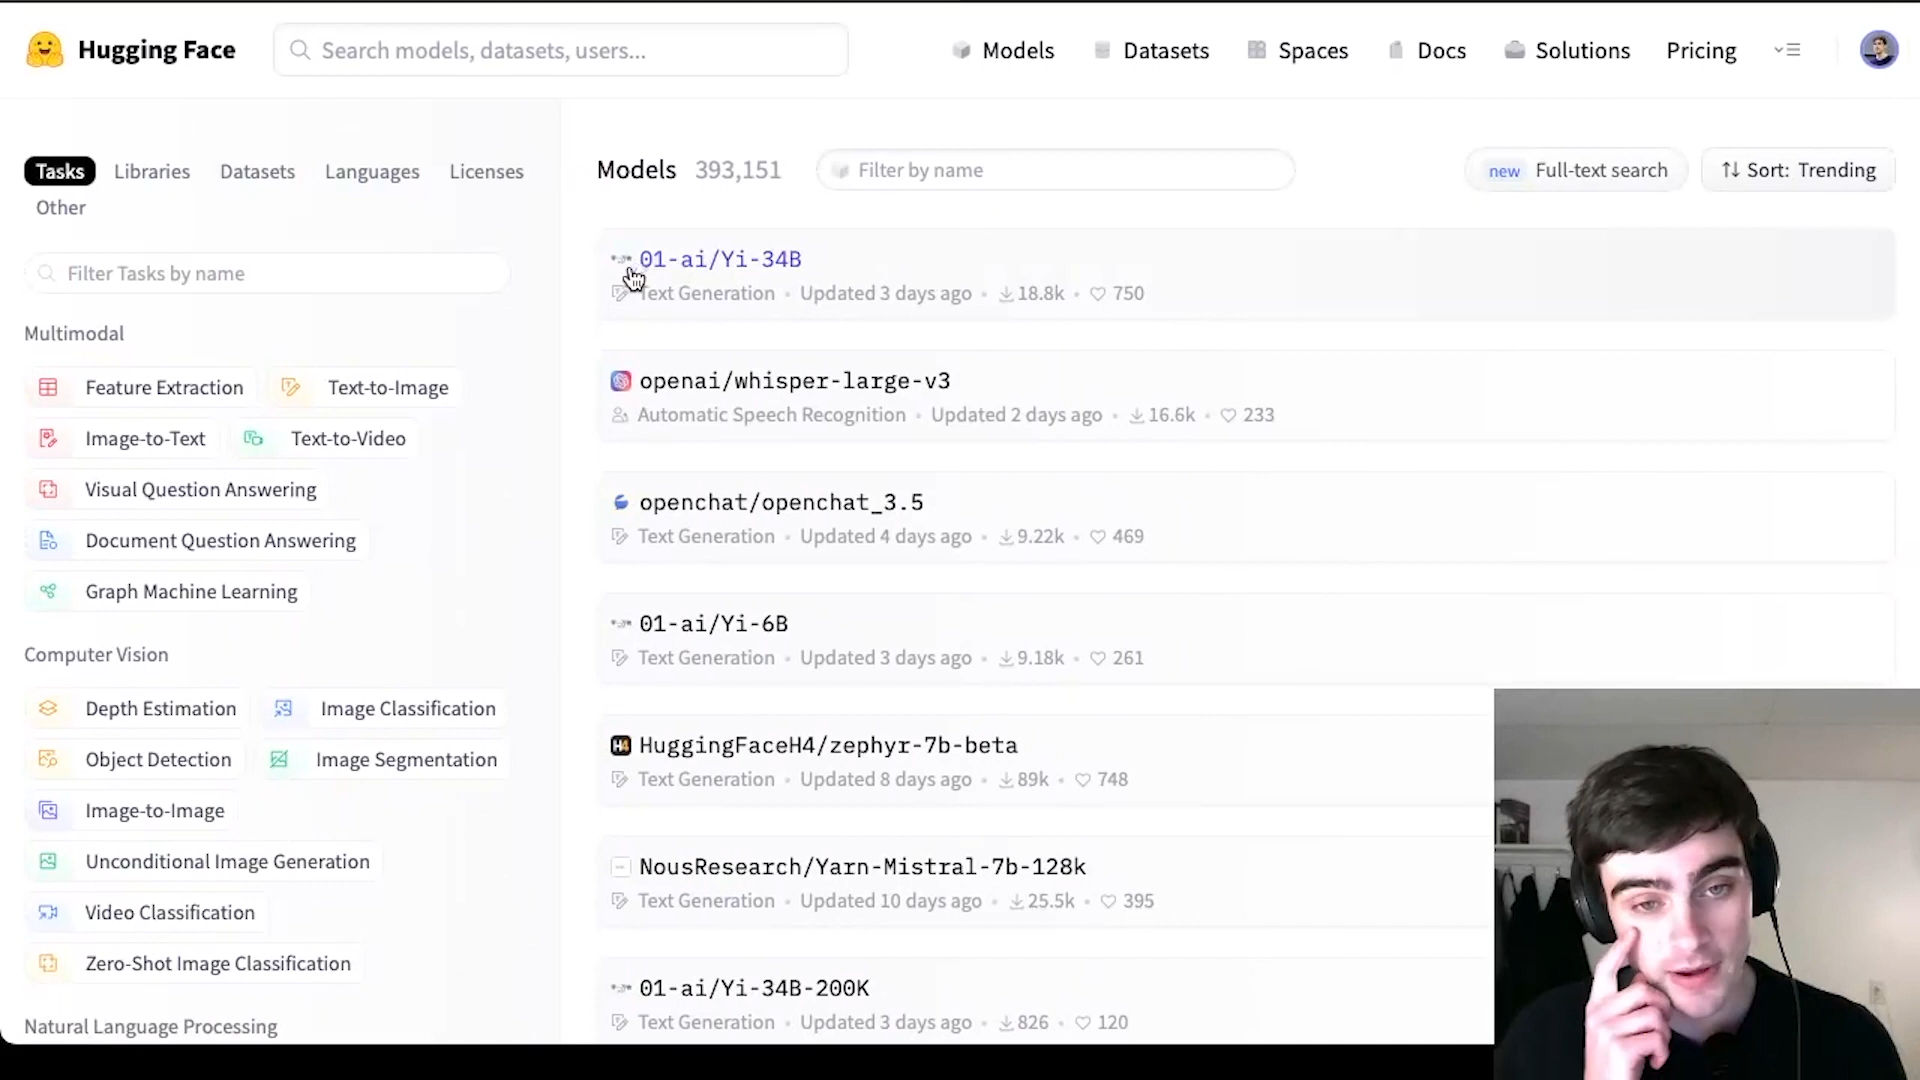 Hugging Face
Search models, datasets, users...
Models
Datasets
Spaces
Docs
Solutions
Pricing
Tasks
Libraries
Datasets
Languages
Licenses
Other
Filter Tasks by name
Multimodal
Feature Extraction
Text-to-Image
Image-to-Text
Text-to-Video
Visual Question Answering
Document Question Answering
Graph Machine Learning
Computer Vision
Depth Estimation
Image Classification
Object Detection
Image Segmentation
Image-to-Image
Unconditional Image Generation
Video Classification
Zero-Shot Image Classification
Natural Language Processing
Models 393,151
Filter by name
new Full-text search
Sort: Trending
01-ai/Yi-34B
Text Generation • Updated 3 days ago • 18.8k • 750
openai/whisper-large-v3
Automatic Speech Recognition • Updated 2 days ago • 16.6k • 233
openchat/openchat_3.5
Text Generation • Updated 4 days ago • 9.22k • 469
01-ai/Yi-6B
Text Generation • Updated 3 days ago • 9.18k • 261
H4 HuggingFaceH4/zephyr-7b-beta
Text Generation • Updated 8 days ago • 89k • 748
NousResearch/Yarn-Mistral-7b-128k
Text Generation • Updated 10 days ago • 25.5k • 395
01-ai/Yi-34B-200K
Text Generation • Updated 3 days ago • 826 • 120